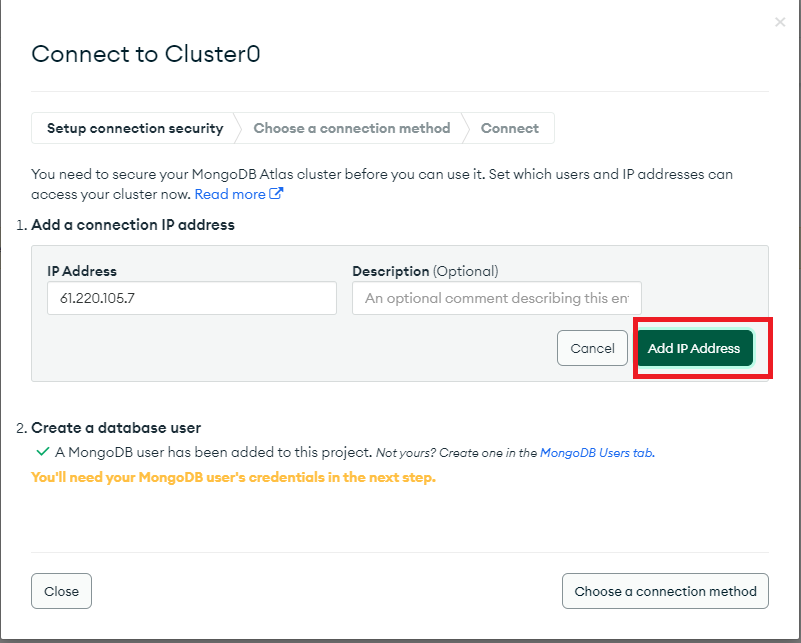 Connect to Cluster0
Setup connection security
Choose a connection method
Connect
You need to secure your MongoDB Atlas cluster before you can use it. Set which users and IP addresses can
access your cluster now. Read more
1. Add a connection IP address
IP Address
Description (Optional)
61.220.105.7
An optional comment describing this en
Cancel
Add IP Address
2. Create a database user
A MongoDB user has been added to this project. Not yours? Create one in the MongoDB Users tab.
You'll need your MongoDB user's credentials in the next step.
Close
Choose a connection method